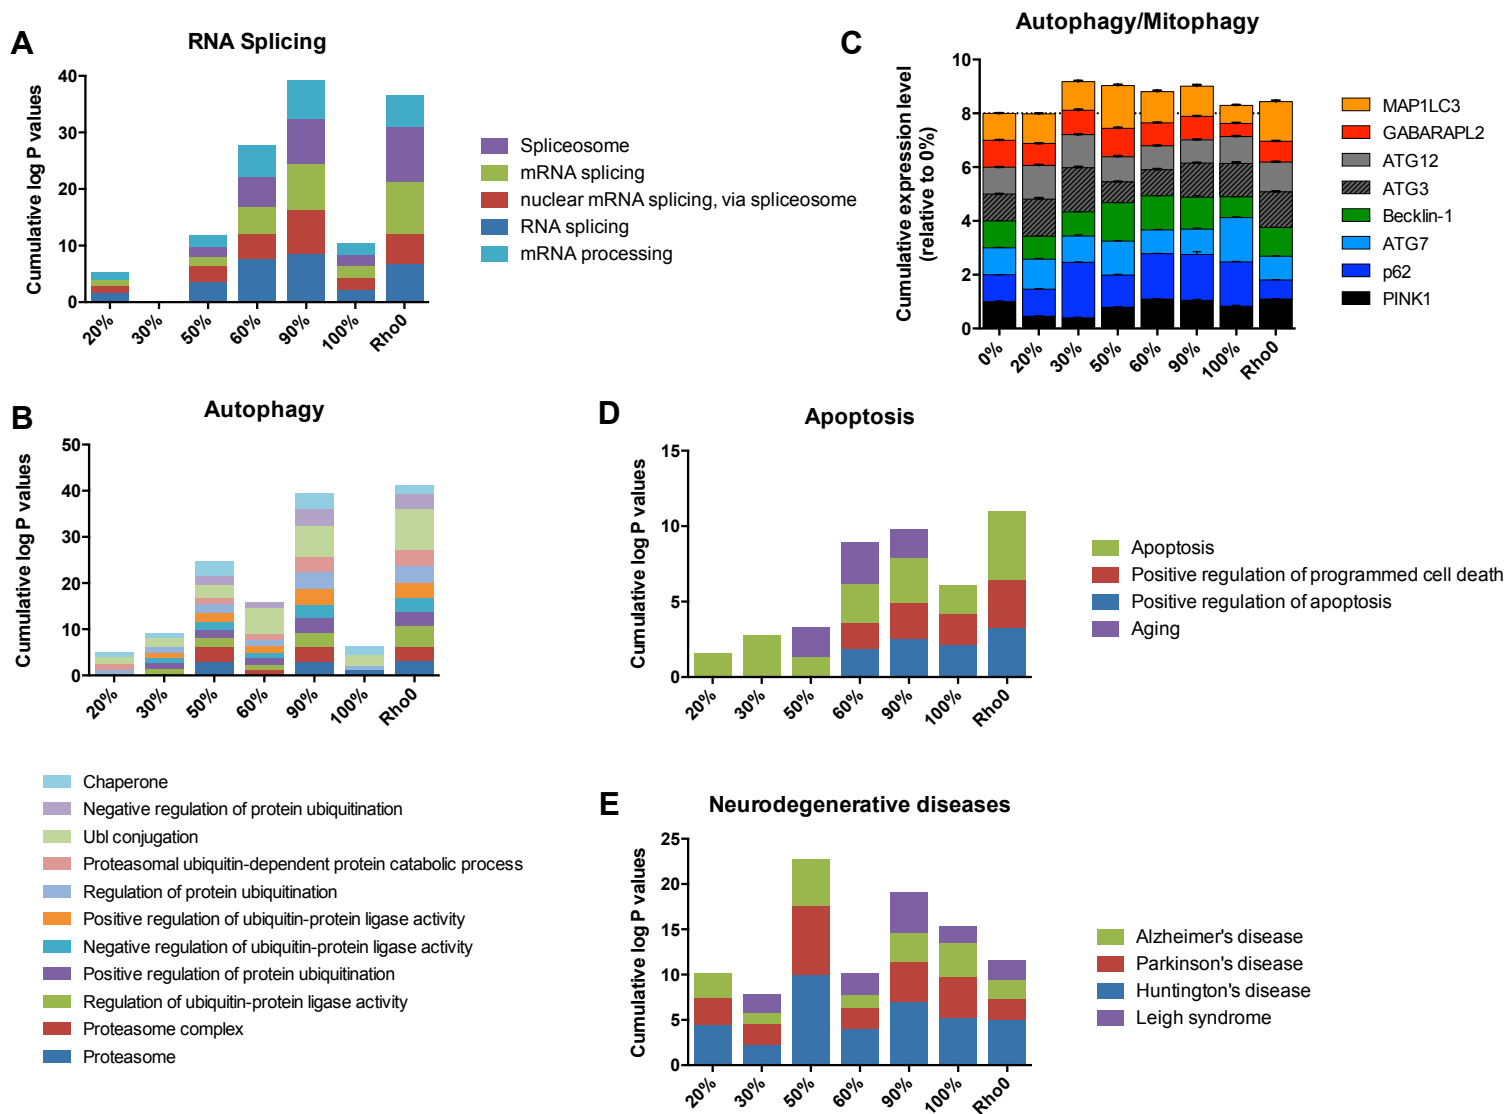 A
RNA Splicing
Cumulative log P values
40
30
20
10
0
20%
30%
50%
60%
90%
100%
Rho0
Spliceosome
mRNA splicing
nuclear mRNA splicing, via spliceosome
RNA splicing
mRNA processing
C
Autophagy/Mitophagy
Cumulative expression level
(relative to 0%)
10
8
6
4
2
0
0%
20%
30%
50%
60%
90%
100%
Rho0
MAP1LC3
GABARAPL2
ATG12
ATG3
Becklin-1
ATG7
p62
PINK1
B
Autophagy
Cumulative log P values
50
40
30
20
10
0
20%
30%
50%
60%
90%
100%
Rho0
Chaperone
Negative regulation of protein ubiquitination
Ubl conjugation
Proteasomal ubiquitin-dependent protein catabolic process
Regulation of protein ubiquitination
Positive regulation of ubiquitin-protein ligase activity
Negative regulation of ubiquitin-protein ligase activity
Positive regulation of protein ubiquitination
Regulation of ubiquitin-protein ligase activity
Proteasome complex
Proteasome
D
Apoptosis
Cumulative log P values
15
10
5
0
20%
30%
50%
60%
90%
100%
Rho0
Apoptosis
Positive regulation of programmed cell death
Positive regulation of apoptosis
Aging
E
Neurodegenerative diseases
Cumulative log P values
25
20
15
10
5
0
20%
30%
50%
60%
90%
100%
Rho0
Alzheimer's disease
Parkinson's disease
Huntington's disease
Leigh syndrome